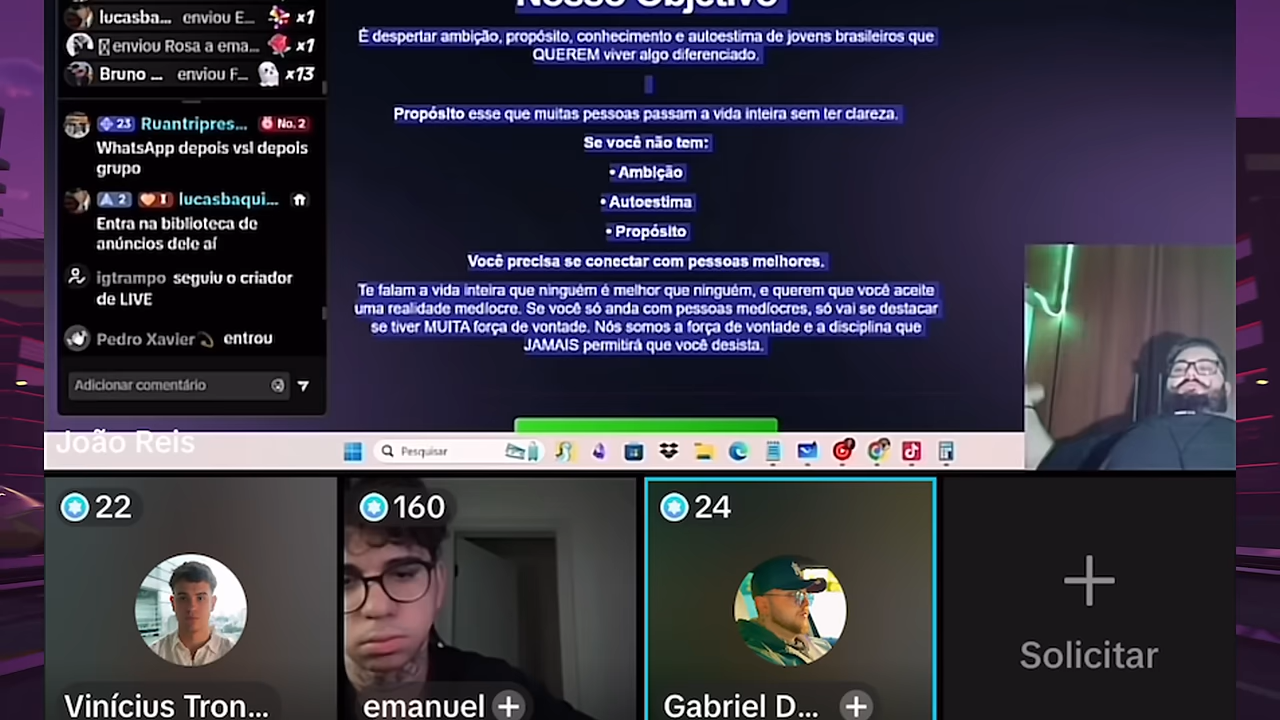 lucasba... enviou E... x1
enviou Rosa a ema... x1
Bruno ... enviou F... x13
23 Ruantripres... No. 2
WhatsApp depois vsl depois
grupo
2 I lucasbaqui...
Entra na biblioteca de
anúncios dele aí
igtrampo seguiu o criador
de LIVE
Pedro Xavier entrou
Adicionar comentário
Nosso Objetivo
É despertar ambição, propósito, conhecimento e autoestima de jovens brasileiros que
QUEREM viver algo diferenciado.
Propósito esse que muitas pessoas passam a vida inteira sem ter clareza.
Se você não tem:
• Ambição
• Autoestima
• Propósito
Você precisa se conectar com pessoas melhores.
Te falam a vida inteira que ninguém é melhor que ninguém, e querem que você aceite
uma realidade medíocre. Se você só anda com pessoas medíocres, só vai se destacar
se tiver MUITA força de vontade. Nós somos a força de vontade e a disciplina que
JAMAIS permitirá que você desista.
João Reis
Pesquisar
22
160
24
Vinícius Tron...
emanuel +
Gabriel D... +
Solicitar